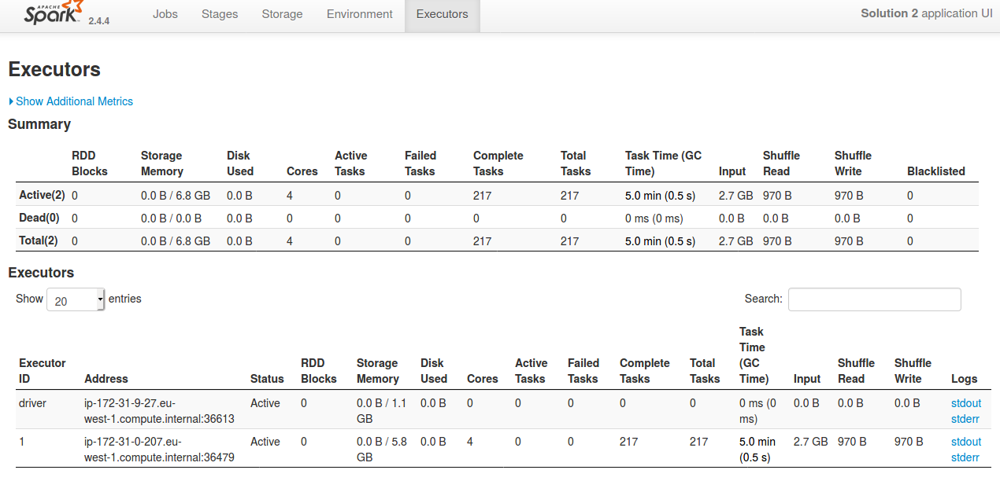 APACHE
Spark 2.4.4 Jobs Stages Storage Environment Executors Solution 2 application UI
Executors
Show Additional Metrics
Summary
RDD Blocks Storage Memory Disk Used Cores Active Tasks Failed Tasks Complete Tasks Total Tasks Task Time (GC Time) Input Shuffle Read Shuffle Write Blacklisted
Active(2) 0 0.0 B / 6.8 GB 0.0 B 4 0 0 217 217 5.0 min (0.5 s) 2.7 GB 970 B 970 B 0
Dead(0) 0 0.0 B / 0.0 B 0.0 B 0 0 0 0 0 0 ms (0 ms) 0.0 B 0.0 B 0.0 B 0
Total(2) 0 0.0 B / 6.8 GB 0.0 B 4 0 0 217 217 5.0 min (0.5 s) 2.7 GB 970 B 970 B 0
Executors
Show 20 entries Search:
Executor ID Address Status RDD Blocks Storage Memory Disk Used Cores Active Tasks Failed Tasks Complete Tasks Total Tasks Task Time (GC Time) Input Shuffle Read Shuffle Write Logs
driver ip-172-31-9-27.eu-west-1.compute.internal:36613 Active 0 0.0 B / 1.1 GB 0.0 B 0 0 0 0 0 0 ms (0 ms) 0.0 B 0.0 B 0.0 B stdout stderr
1 ip-172-31-0-207.eu-west-1.compute.internal:36479 Active 0 0.0 B / 5.8 GB 0.0 B 4 0 0 217 217 5.0 min (0.5 s) 2.7 GB 970 B 970 B stdout stderr